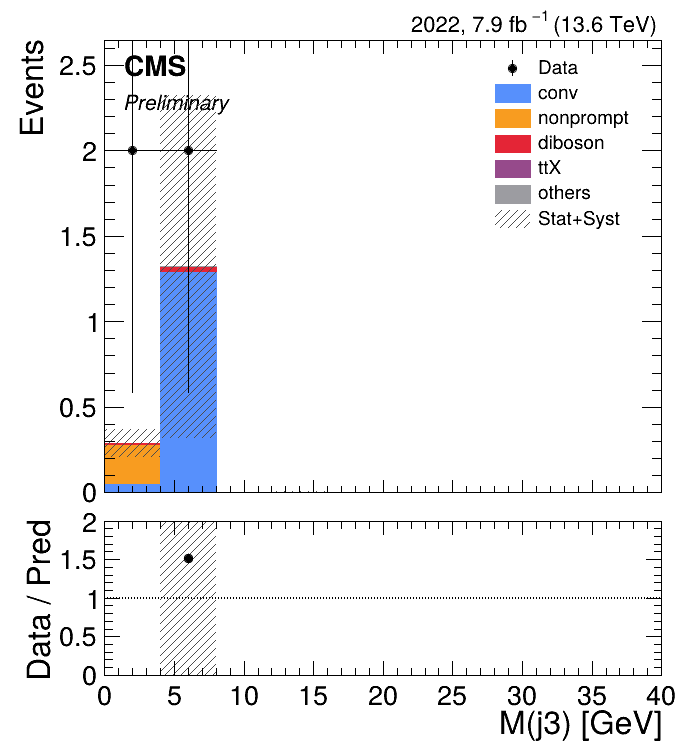 2022, 7.9 fb⁻¹ (13.6 TeV)
Events
CMS
Preliminary
Data
conv
nonprompt
diboson
ttX
others
Stat+Syst
2.5
2
1.5
1
0.5
0
Data / Pred
2
1.5
1
0.5
0
0 5 10 15 20 25 30 35 40
M(j3) [GeV]